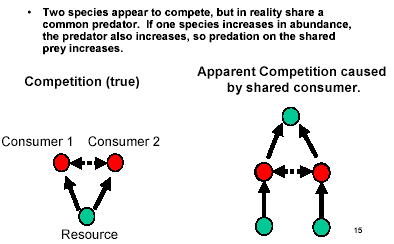 • Two species appear to compete, but in reality share a
common predator.  If one species increases in abundance,
the predator also increases, so predation on the shared
prey increases.
Competition (true)
Apparent Competition caused
by shared consumer.
Consumer 1 Consumer 2
Resource
15